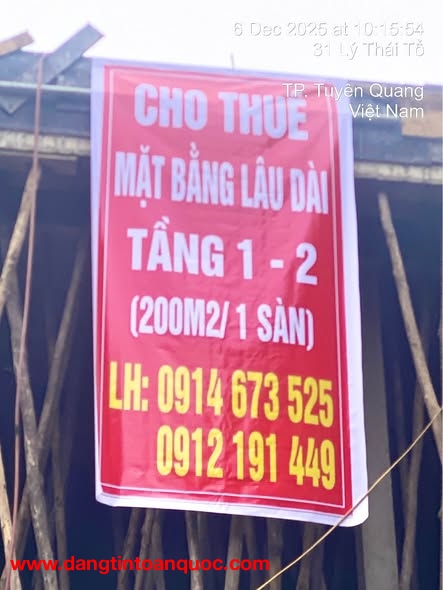 6 Dec 2025 at 10:15:54
31 Lý Thái Tổ
TP. Tuyên Quang
Việt Nam
CHO THUÊ
MẶT BẰNG LÂU DÀI
TẦNG 1 - 2
(200M2/ 1 SÀN)
LH: 0914 673 525
0912 191 449
www.dangtintoanquoc.com